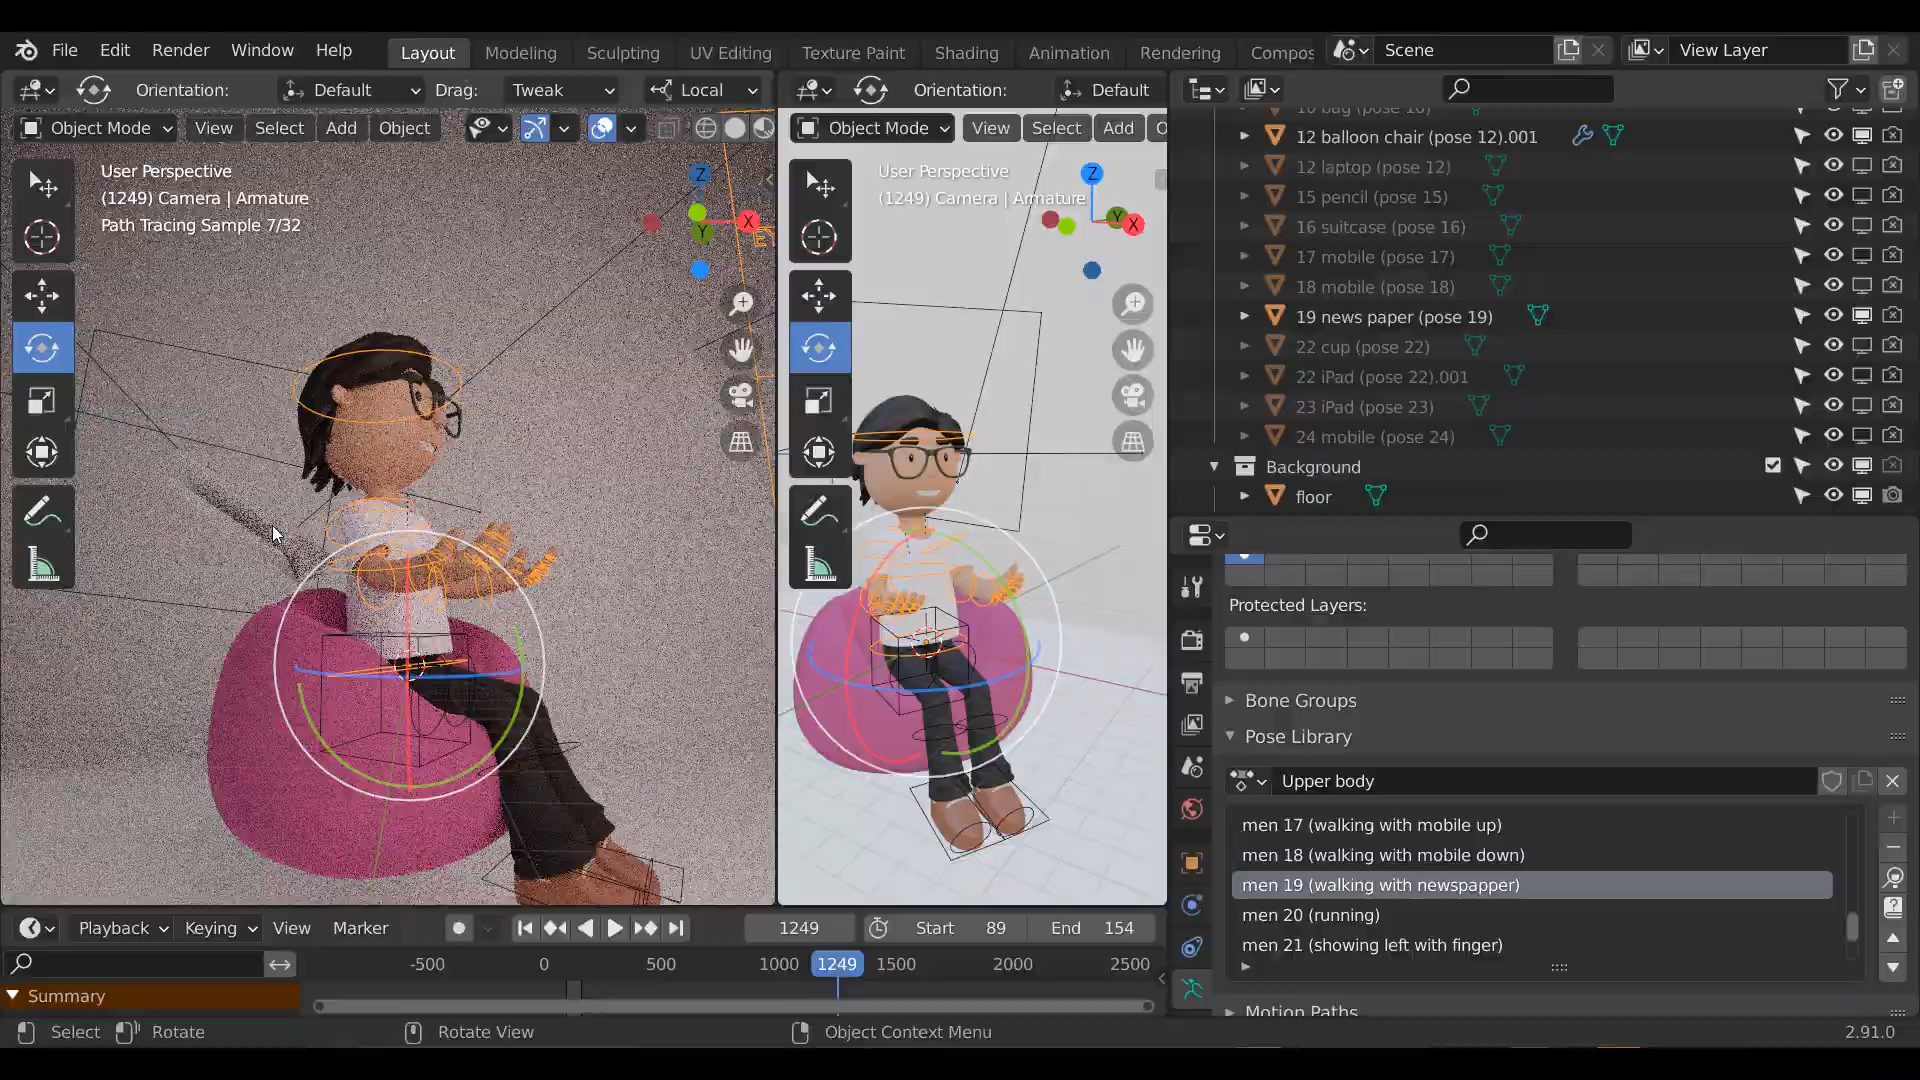 File Edit Render Window Help Layout Modeling Sculpting UV Editing Texture Paint Shading Animation Rendering Compos Scene View Layer
Orientation: Default Drag: Tweak Local Orientation: Default
Object Mode View Select Add Object Object Mode View Select Add O
User Perspective
(1249) Camera | Armature
Path Tracing Sample 7/32
Z
X
Y
User Perspective
(1249) Camera | Armature
Z
Y
X
16 bag (pose 16)
12 balloon chair (pose 12).001
12 laptop (pose 12)
15 pencil (pose 15)
16 suitcase (pose 16)
17 mobile (pose 17)
18 mobile (pose 18)
19 news paper (pose 19)
22 cup (pose 22)
22 iPad (pose 22).001
23 iPad (pose 23)
24 mobile (pose 24)
Background
floor
Protected Layers:
Bone Groups
Pose Library
Upper body
men 17 (walking with mobile up)
men 18 (walking with mobile down)
men 19 (walking with newspapper)
men 20 (running)
men 21 (showing left with finger)
Motion Paths
Playback Keying View Marker 1249 Start 89 End 154
-500 0 500 1000 1249 1500 2000 2500
Summary
Select Rotate Rotate View Object Context Menu 2.91.0